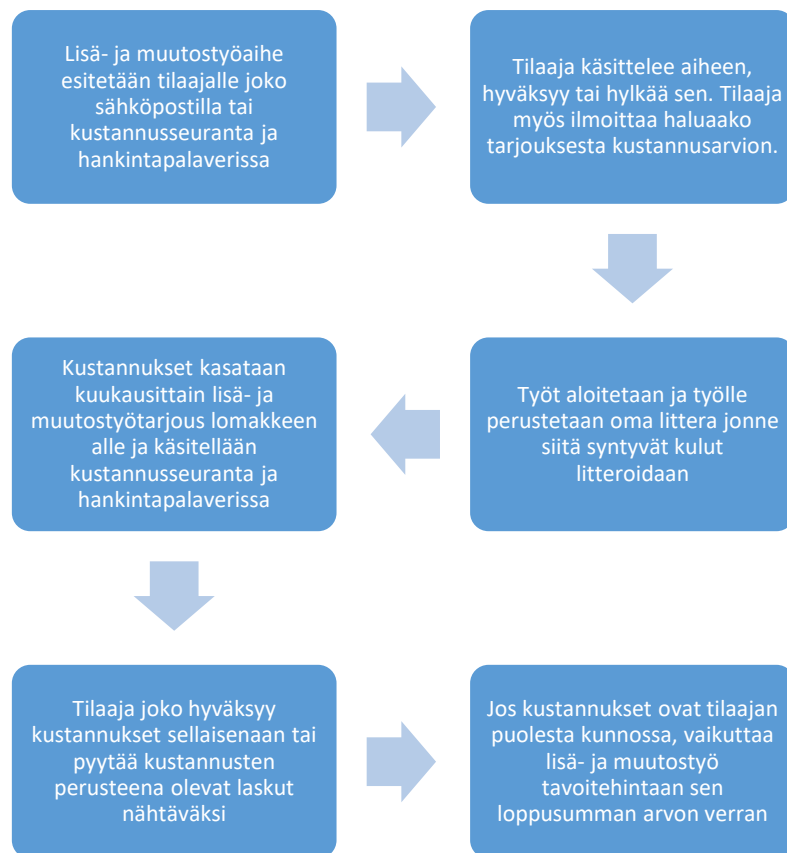 Lisä- ja muutostyöaihe
esitetään tilaajalle joko
sähköpostilla tai
kustannusseuranta ja
hankintapalaverissa
Tilaaja käsittelee aiheen,
hyväksyy tai hylkää sen. Tilaaja
myös ilmoittaa haluaako
tarjouksesta kustannusarvion.
Työt aloitetaan ja työlle
perustetaan oma littera jonne
siitä syntyvät kulut
litteroidaan
Kustannukset kasataan
kuukausittain lisä- ja
muutostyötarjous lomakkeen
alle ja käsitellään
kustannusseuranta ja
hankintapalaverissa
Tilaaja joko hyväksyy
kustannukset sellaisenaan tai
pyytää kustannusten
perusteena olevat laskut
nähtäväksi
Jos kustannukset ovat tilaajan
puolesta kunnossa, vaikuttaa
lisä- ja muutostyö
tavoitehintaan sen
loppusumman arvon verran